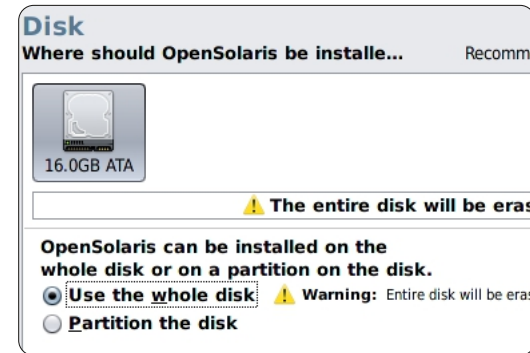 Disk
Where should OpenSolaris be installe... Recomm
16.0GB ATA
The entire disk will be eras
OpenSolaris can be installed on the
whole disk or on a partition on the disk.
Use the whole disk Warning: Entire disk will be eras
Partition the disk